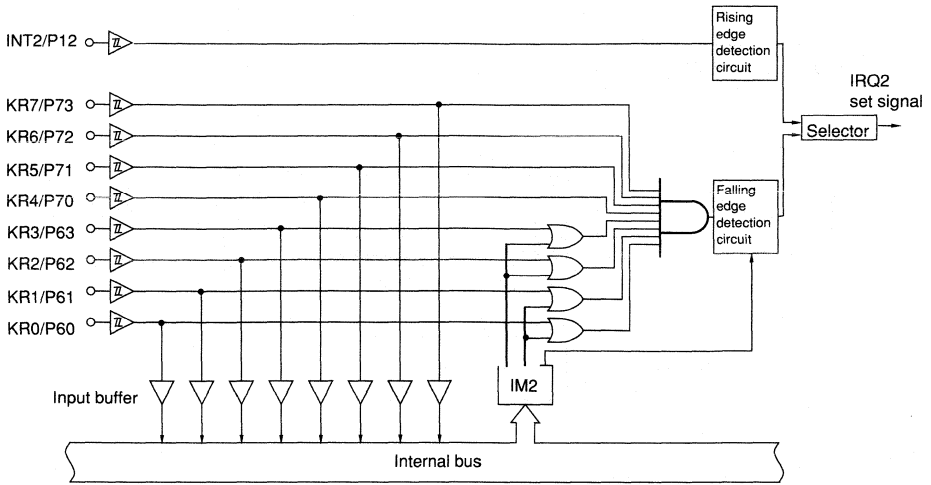 INT2/P12
Rising
edge
detection
circuit
IRQ2
set signal
Selector
KR7/P73
KR6/P72
KR5/P71
KR4/P70
KR3/P63
KR2/P62
KR1/P61
KR0/P60
Falling
edge
detection
circuit
IM2
Input buffer
Internal bus